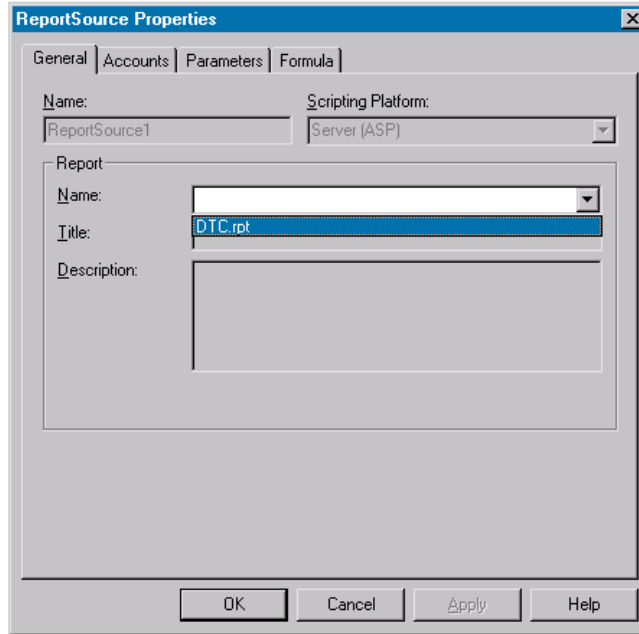 ReportSource Properties
General Accounts Parameters Formula
Name: Scripting Platform:
ReportSource1 Server (ASP)
Report
Name:
DTC.rpt
Title:
Description:
OK Cancel Apply Help